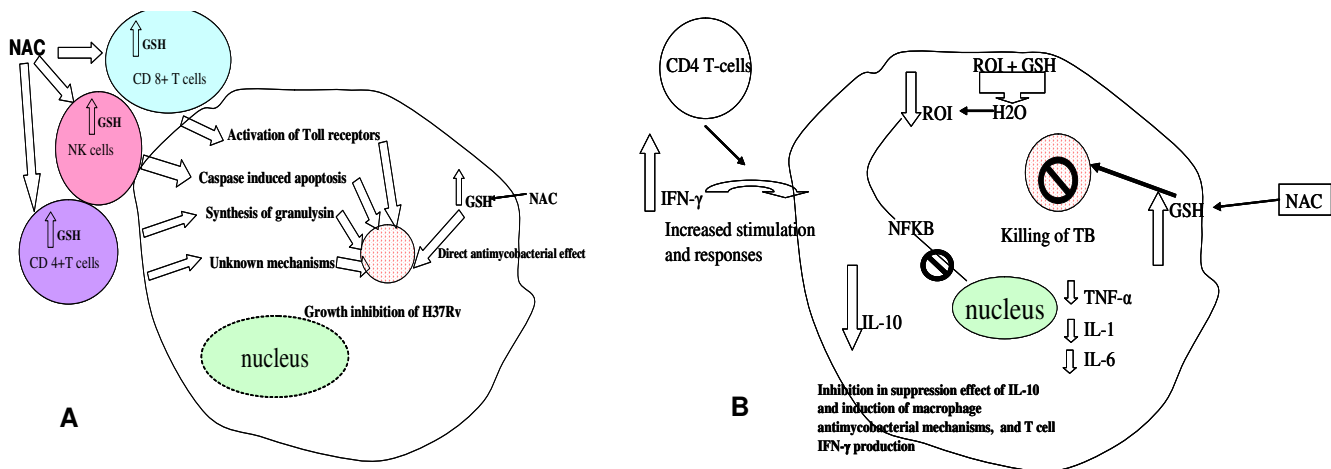 NAC
GSH
CD 8+ T cells
GSH
NK cells
GSH
CD 4+T cells
Activation of Toll receptors
Caspase induced apoptosis
Synthesis of granulysin
Unknown mechanisms
GSH
NAC
Direct antimycobacterial effect
Growth inhibition of H37Rv
nucleus
A
CD4 T-cells
IFN-γ
Increased stimulation
and responses
ROI + GSH
H2O
ROI
NFKB
Killing of TB
GSH
NAC
nucleus
TNF-α
IL-1
IL-6
IL-10
Inhibition in suppression effect of IL-10
and induction of macrophage
antimycobacterial mechanisms, and T cell
IFN-γ production
B